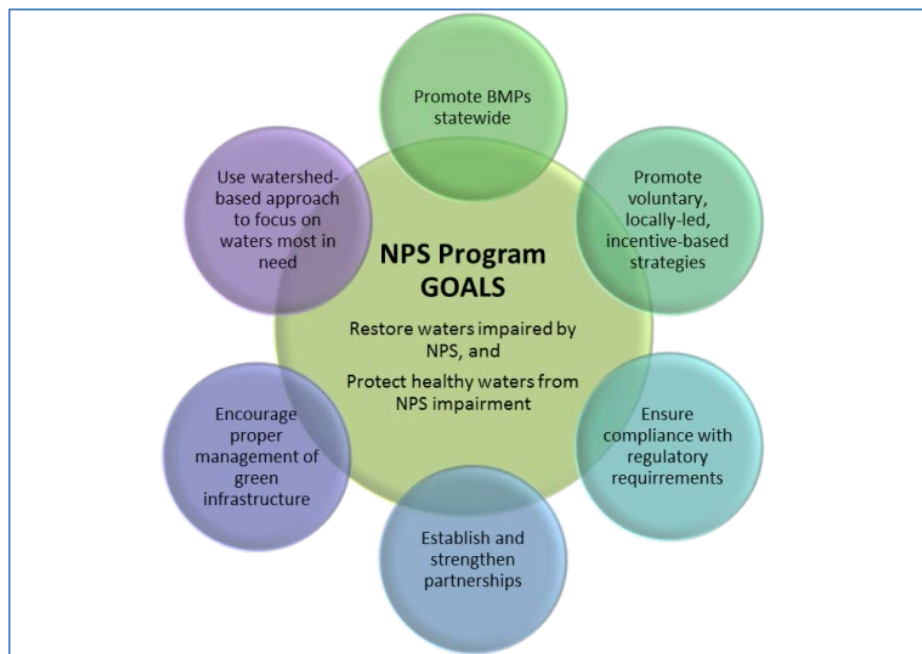 Promote BMPs
statewide
Promote
voluntary,
locally-led,
incentive-based
strategies
Ensure
compliance with
regulatory
requirrements
Establish and
strengthen
partnerships
Encourage
proper
management of
green
infrastructure
Use watershed-
based approach
to focus on
waters most in
need
NPS Program
GOALS
Restore waters impaired by
NPS, and
Protect healthy waters from
NPS impairment